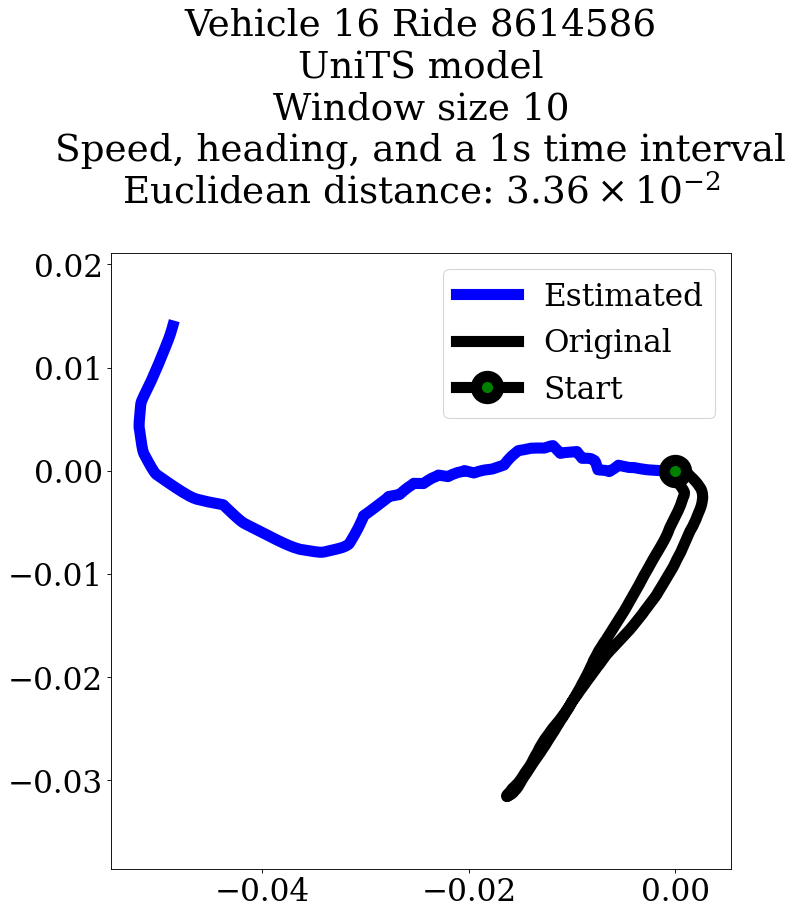 Vehicle 16 Ride 8614586
UniTS model
Window size 10
Speed, heading, and a 1s time interval
Euclidean distance: 3.36 × 10⁻²
Estimated
Original
Start
0.02
0.01
0.00
−0.01
−0.02
−0.03
−0.04
−0.02
0.00